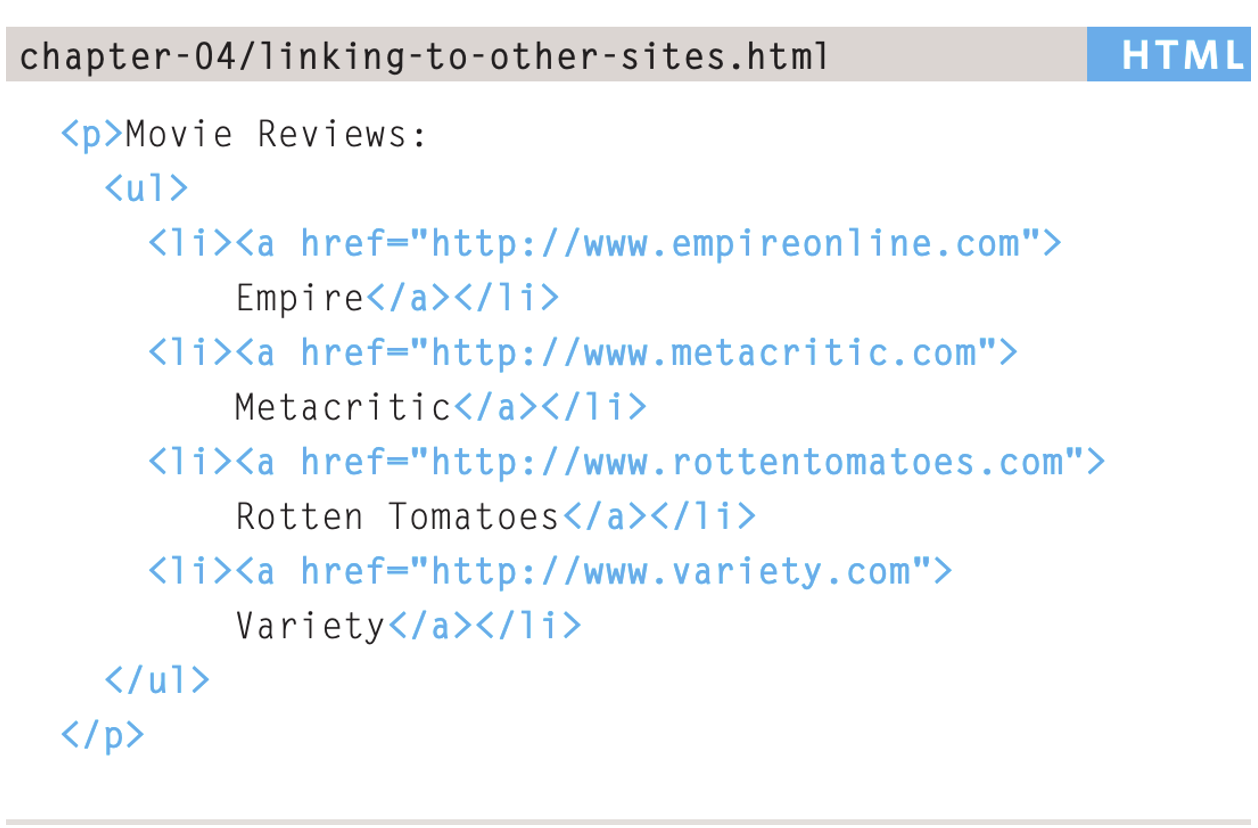 chapter-04/linking-to-other-sites.html HTML
<p>Movie Reviews:
<ul>
<li><a href="http://www.empireonline.com">
Empire</a></li>
<li><a href="http://www.metacritic.com">
Metacritic</a></li>
<li><a href="http://www.rottentomatoes.com">
Rotten Tomatoes</a></li>
<li><a href="http://www.variety.com">
Variety</a></li>
</ul>
</p>